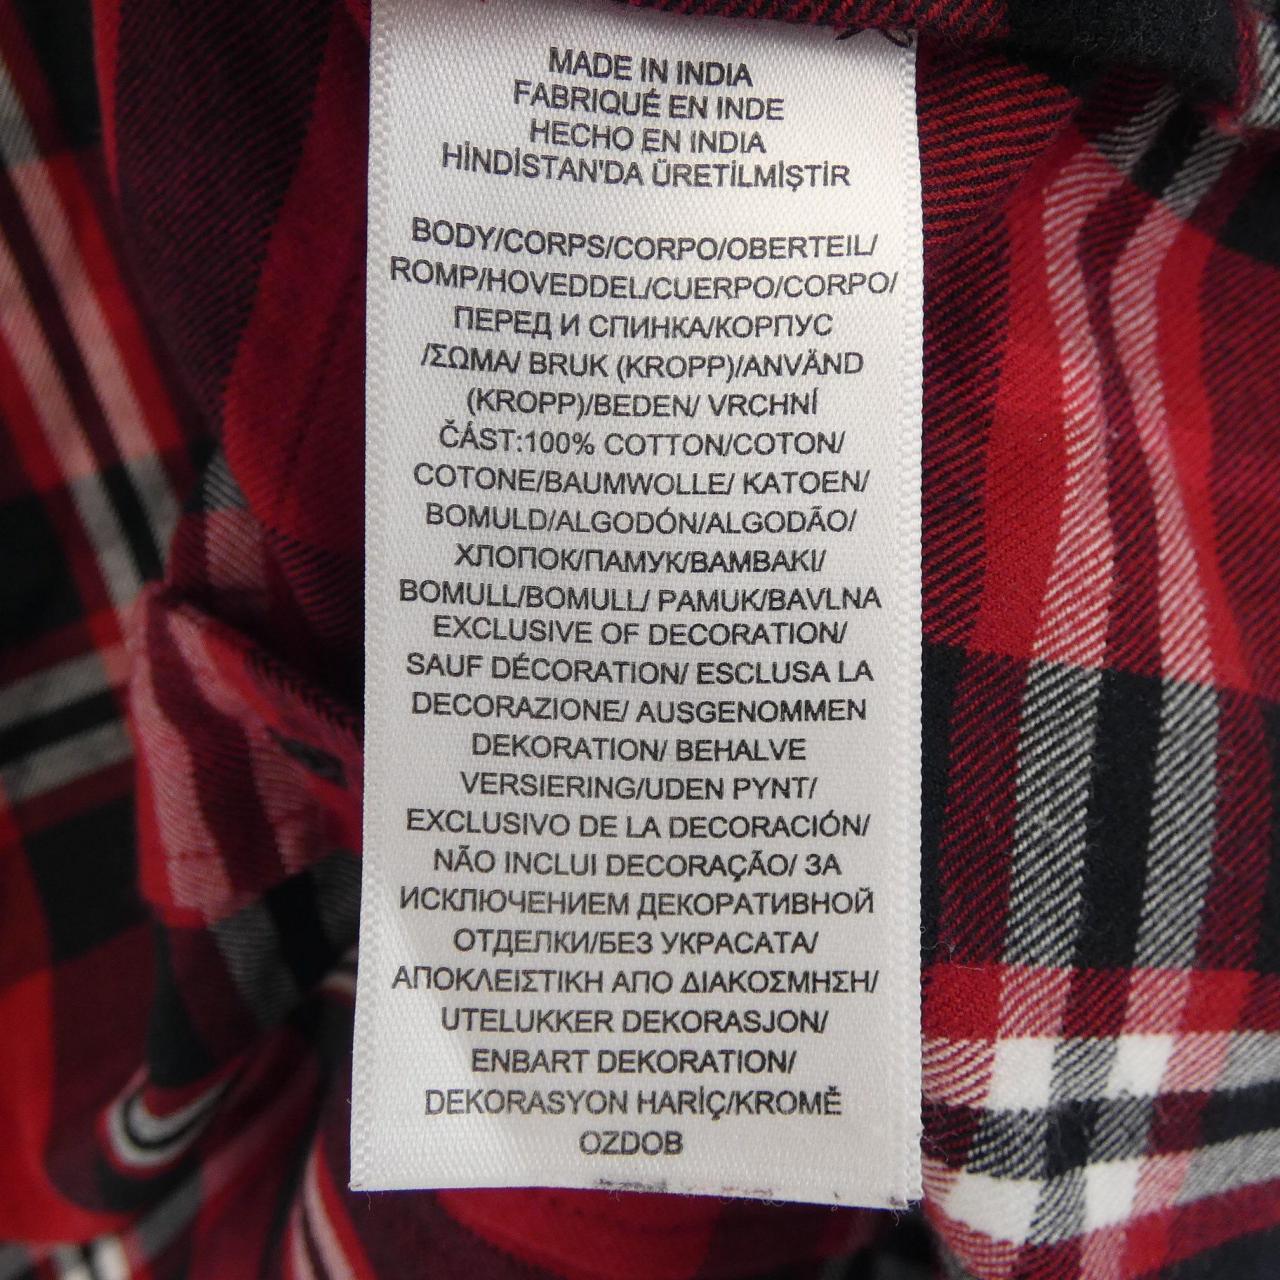 MADE IN INDIA
FABRIQUÉ EN INDE
HECHO EN INDIA
HİNDİSTAN'DA ÜRETİLMİŞTİR
BODY/CORPS/CORPO/OBERTEIL/
ROMP/HOVEDDEL/CUERPO/CORPO/
ПЕРЕД И СПИНКА/КОРПУС
/ΣΩΜΑ/ BRUK (KROPP)/ANVÄND
(KROPP)/BEDEN/ VRCHNÍ
ČÁST:100% COTTON/COTON/
COTONE/BAUMWOLLE/ KATOEN/
BOMULD/ALGODÓN/ALGODÃO/
ХЛОПОК/ПАМУК/ΒΑΜΒΑΚΙ/
BOMULL/BOMULL/ PAMUK/BAVLNA
EXCLUSIVE OF DECORATION/
SAUF DÉCORATION/ ESCLUSA LA
DECORAZIONE/ AUSGENOMMEN
DEKORATION/ BEHALVE
VERSIERING/UDEN PYNT/
EXCLUSIVO DE LA DECORACIÓN/
NÃO INCLUI DECORAÇÃO/ ЗА
ИСКЛЮЧЕНИЕМ ДЕКОРАТИВНОЙ
ОТДЕЛКИ/БЕЗ УКРАСАТА/
ΑΠΟΚΛΕΙΣΤΙΚΗ ΑΠΟ ΔΙΑΚΟΣΜΗΣΗ/
UTELUKKER DEKORASJON/
ENBART DEKORATION/
DEKORASYON HARİÇ/KROMĚ
OZDOB